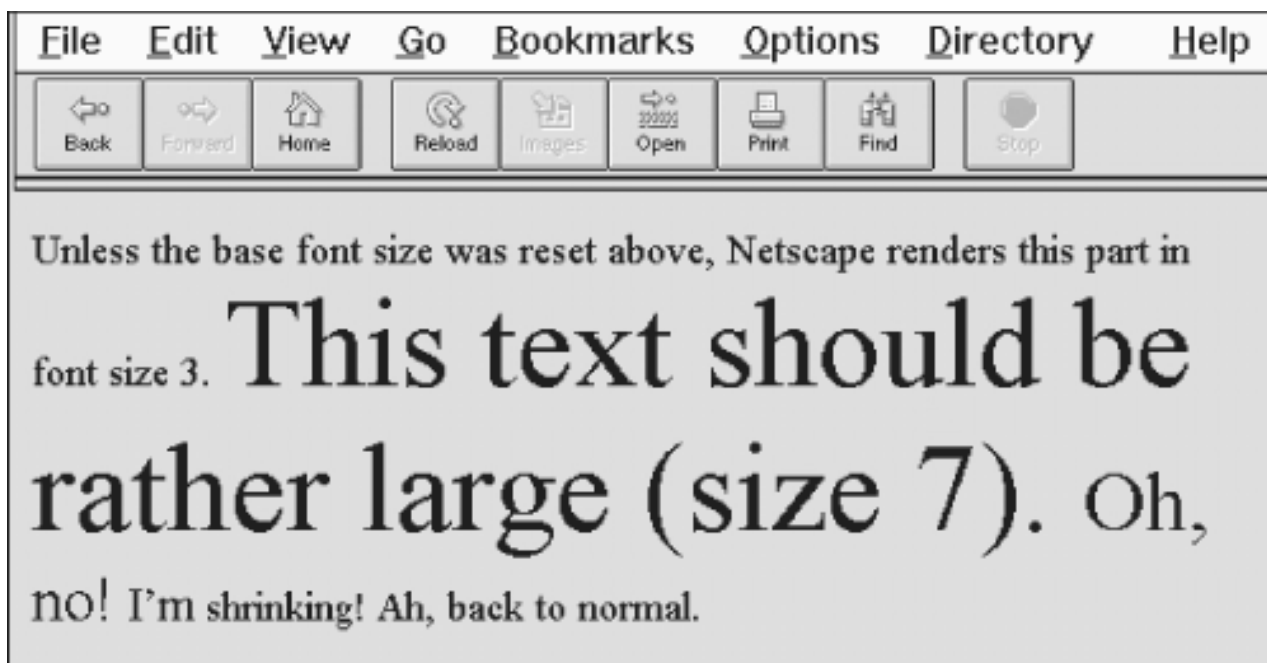 File Edit View Go Bookmarks Options Directory Help
Back Forward Home Reload Images Open Print Find Stop
Unless the base font size was reset above, Netscape renders this part in
font size 3. This text should be
rather large (size 7). Oh,
no! I'm shrinking! Ah, back to normal.